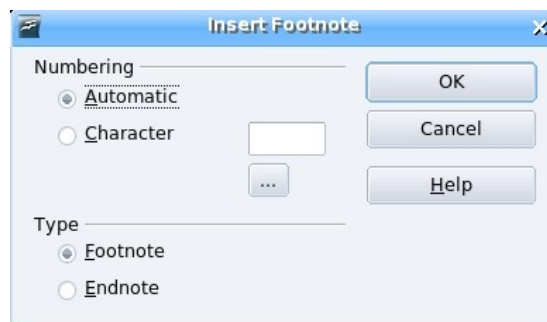 Insert Footnote
Numbering
OK
Automatic
Character
Cancel
...
Help
Type
Footnote
Endnote